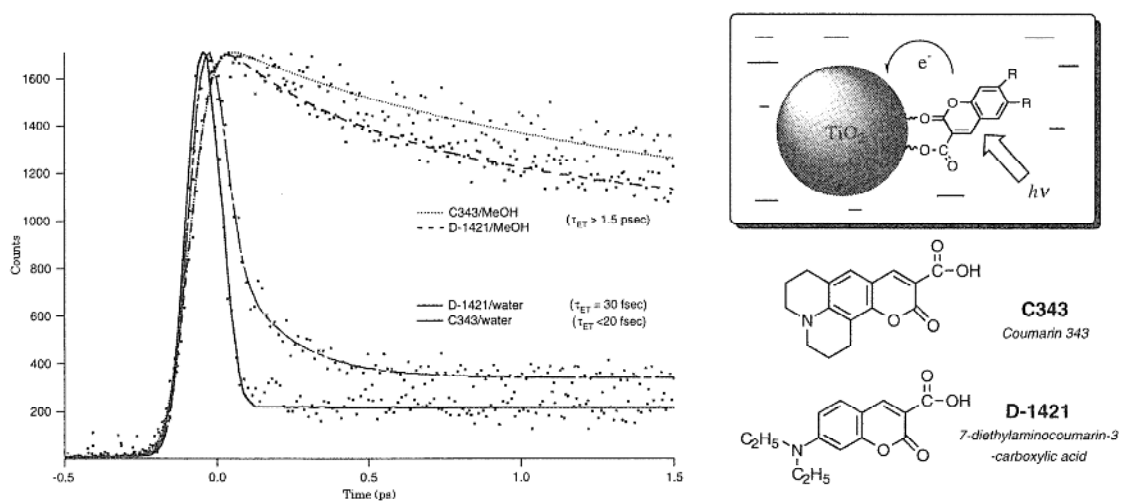 1600
1400
1200
1000
800
600
400
200
Counts
-0.5
0.0
0.5
1.0
1.5
Time (ps)
C343/MeOH (τET > 1.5 psec)
D-1421/MeOH
D-1421/water (τET = 30 fsec)
C343/water (τET <20 fsec)
e-
TiO2
R
R
O
O
O
C
O
hν
O
C
OH
N
O
O
C343
Coumarin 343
O
C
OH
C2H5
N
O
O
C2H5
D-1421
7-diethylaminocoumarin-3
-carboxylic acid